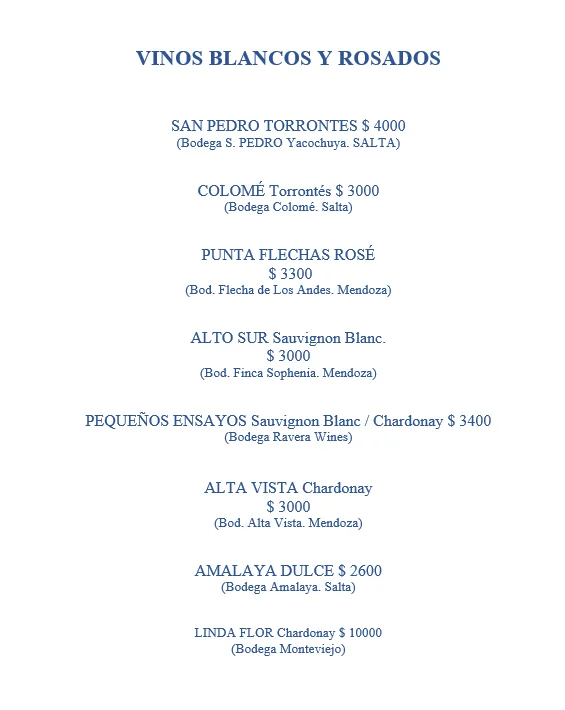 VINOS BLANCOS Y ROSADOS
SAN PEDRO TORRONTES $ 4000
(Bodega S. PEDRO Yacochuya. SALTA)
COLOMÉ Torrontés $ 3000
(Bodega Colomé. Salta)
PUNTA FLECHAS ROSÉ
$ 3300
(Bod. Flecha de Los Andes. Mendoza)
ALTO SUR Sauvignon Blanc.
$ 3000
(Bod. Finca Sophenia. Mendoza)
PEQUEÑOS ENSAYOS Sauvignon Blanc / Chardonay $ 3400
(Bodega Ravera Wines)
ALTA VISTA Chardonay
$ 3000
(Bod. Alta Vista. Mendoza)
AMALAYA DULCE $ 2600
(Bodega Amalaya. Salta)
LINDA FLOR Chardonay $ 10000
(Bodega Monteviejo)